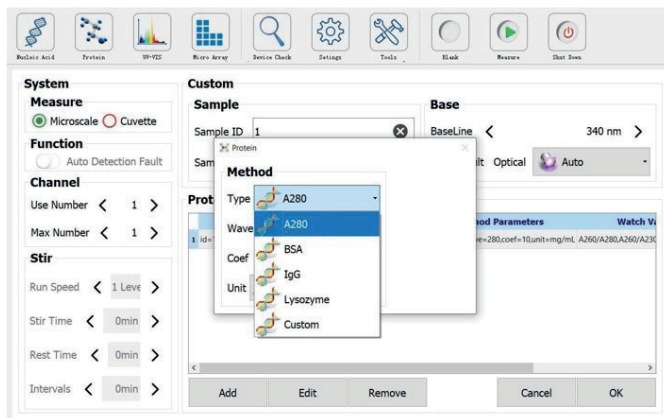 Nucleic Acid Protein UV-VIS Micro Array Device Check Setings Tools Blank Measure Shut Down
System
Measure
Microscale Cuvette
Function
Auto Detection Fault
Channel
Use Number < 1 >
Max Number < 1 >
Stir
Run Speed < 1 Leve >
Stir Time < 0min >
Rest Time < 0min >
Intervals < 0min >
Custom
Sample
Sample ID 1
Sam
Base
BaseLine < 340 nm >
lt Optical Auto
Protein
Method
Type A280
A280
BSA
IgG
Lysozyme
Custom
Wave
Coef
Unit
Prot
od Parameters Watch Va
1 id=
e=280,coef=10,unit=mg/mL A260/A280,A260/A230
Add Edit Remove Cancel OK